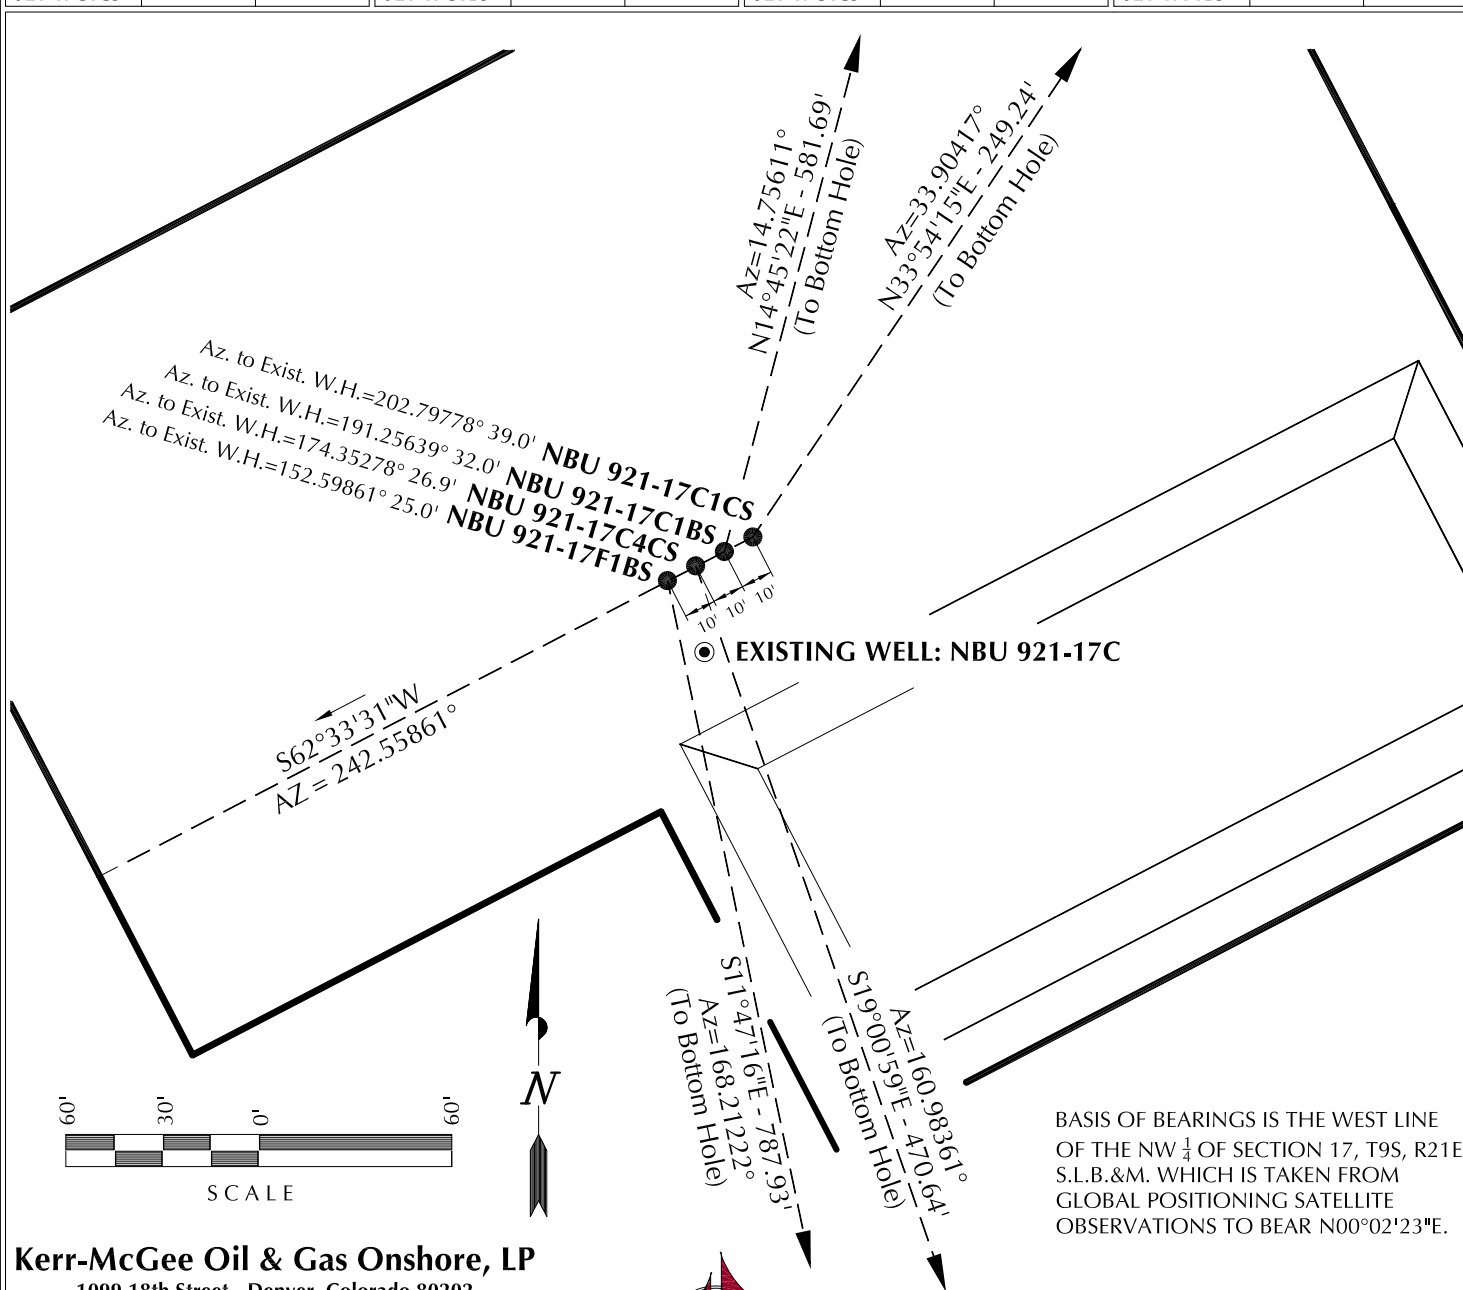 Az=14.75611°
N14°45'22"E - 581.69'
(To Bottom Hole)
Az=33.90417°
N33°54'15"E - 249.24'
(To Bottom Hole)
Az. to Exist. W.H.=202.79778° 39.0' NBU 921-17C1CS
Az. to Exist. W.H.=191.25639° 32.0' NBU 921-17C1BS
Az. to Exist. W.H.=174.35278° 26.9' NBU 921-17C4CS
Az. to Exist. W.H.=152.59861° 25.0' NBU 921-17F1BS
10' 10' 10'
EXISTING WELL: NBU 921-17C
S62°33'31"W
AZ = 242.55861°
S11°47'16"E - 787.93'
Az=168.21222°
(To Bottom Hole)
Az=160.98361°
S19°00'59"E - 470.64'
(To Bottom Hole)
N
60' 30' 0' 60'
SCALE
BASIS OF BEARINGS IS THE WEST LINE
OF THE NW 1/4 OF SECTION 17, T9S, R21E
S.L.B.&M. WHICH IS TAKEN FROM
GLOBAL POSITIONING SATELLITE
OBSERVATIONS TO BEAR N00°02'23"E.
Kerr-McGee Oil & Gas Onshore, LP
1099 18th Street - Denver, Colorado 80202